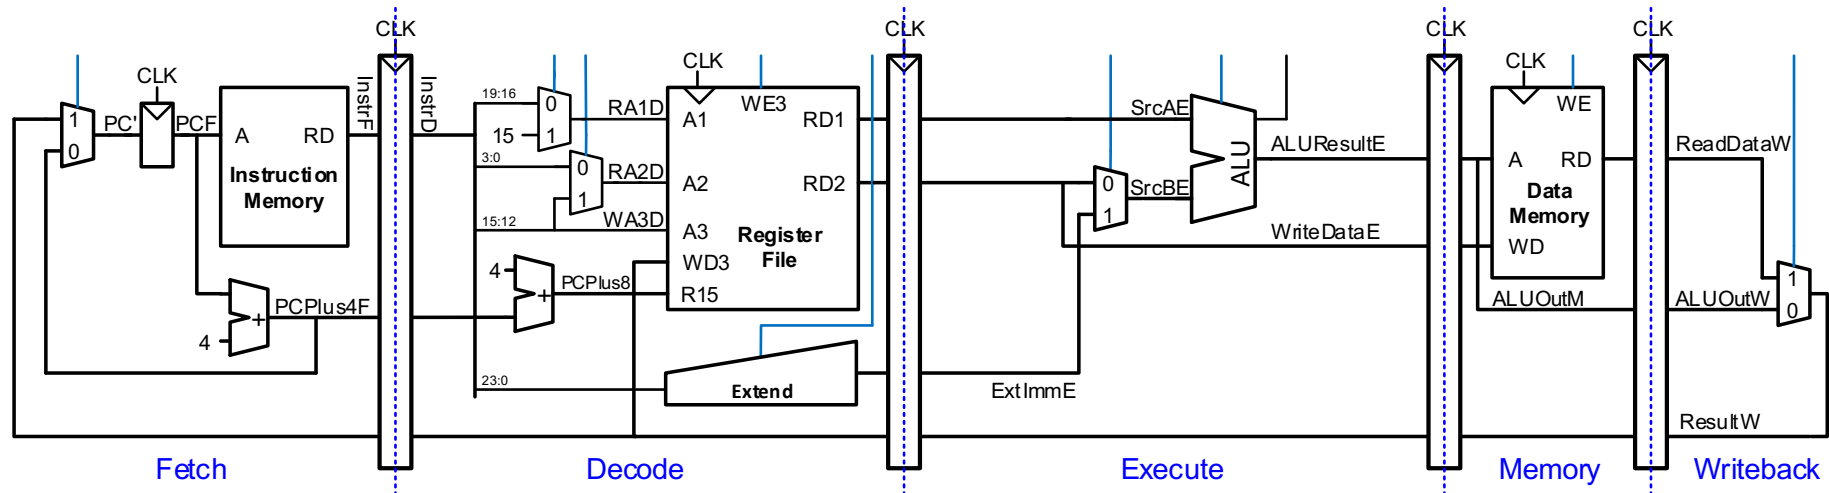 CLK
CLK
CLK
CLK
CLK
CLK
CLK
1
0
PC'
PCF
A
RD
Instruction
Memory
InstrF
InstrD
PCPlus4F
4
+
19:16
15
0
1
RA1D
3:0
0
1
RA2D
15:12
WA3D
4
+
PCPlus8
23:0
WE3
A1
RD1
A2
RD2
A3
WD3
R15
Register
File
Extend
SrcAE
0
1
SrcBE
ALU
ALUResultE
WriteDataE
ExtImmE
WE
A
RD
Data
Memory
WD
ALUOutM
ReadDataW
ALUOutW
1
0
ResultW
Fetch
Decode
Execute
Memory
Writeback